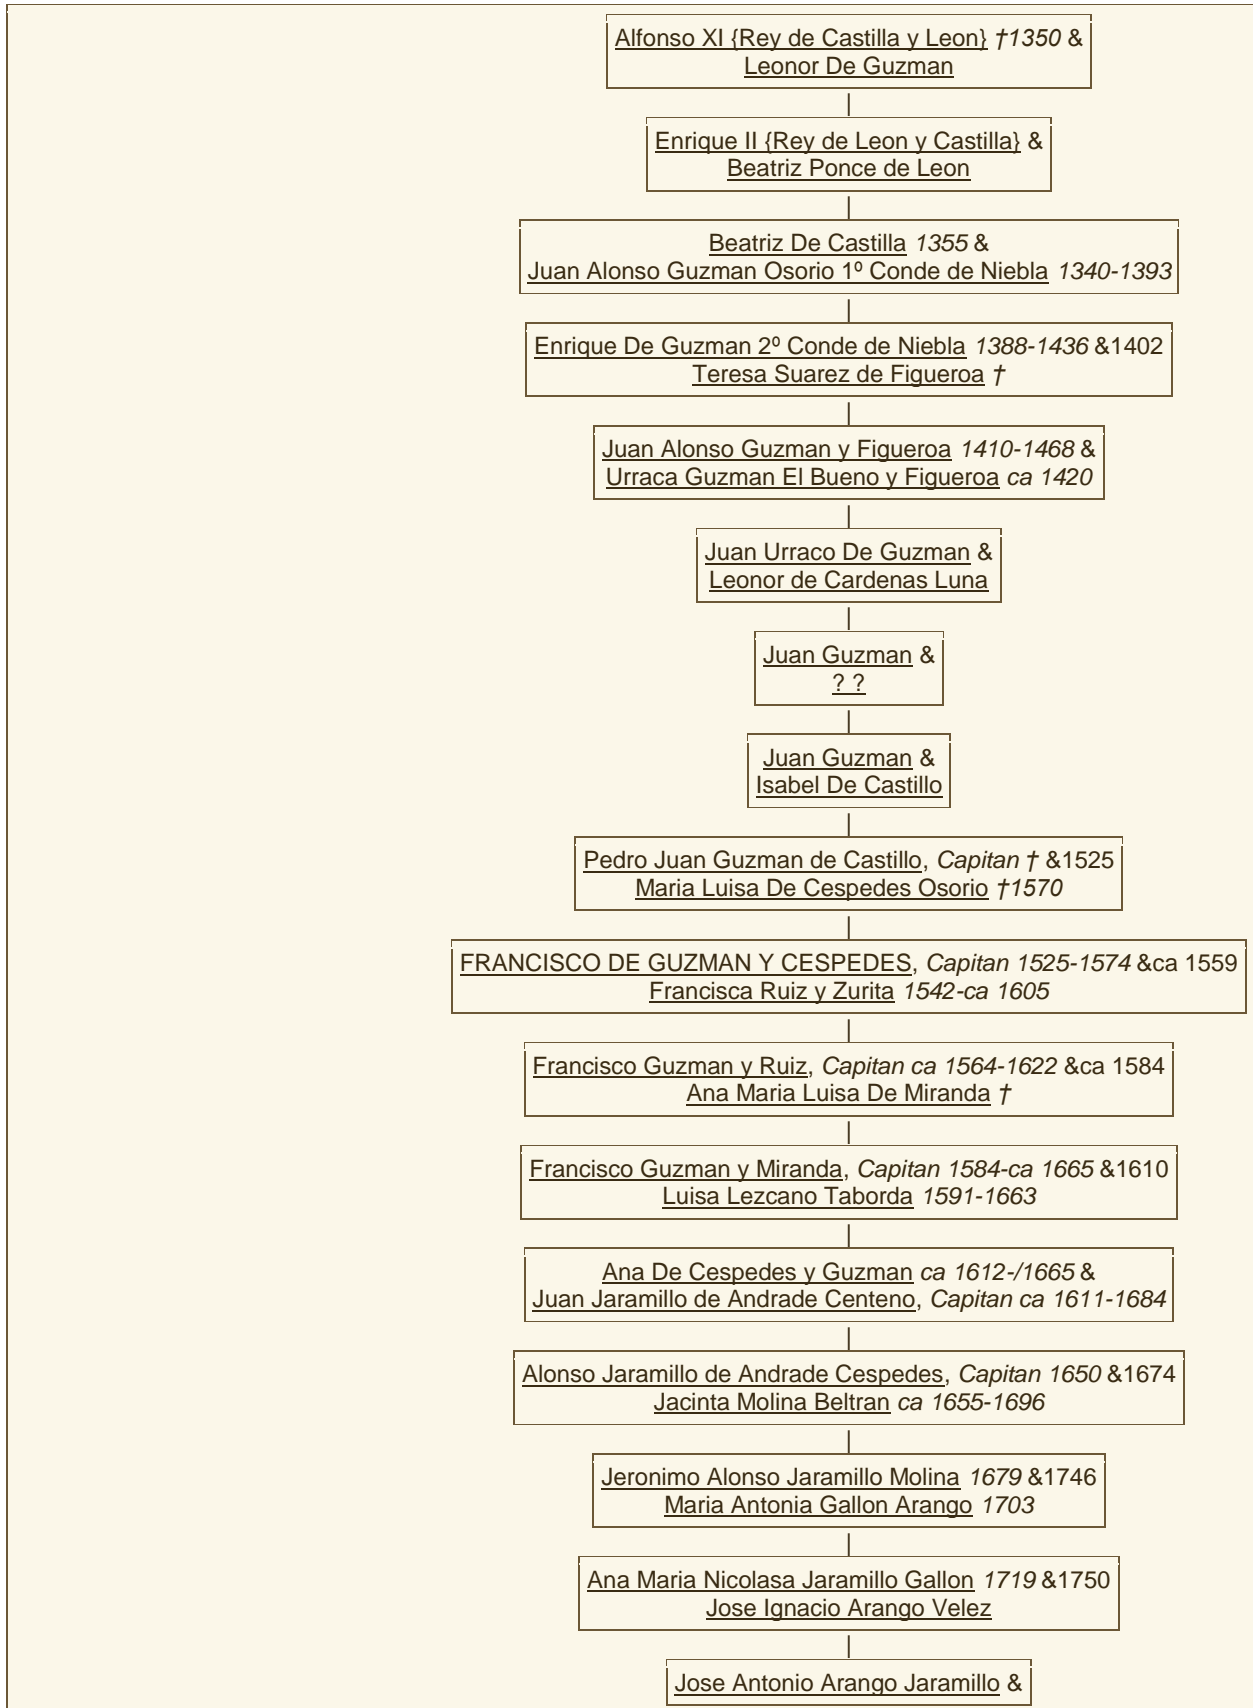 Alfonso XI {Rey de Castilla y Leon} †1350 &
Leonor De Guzman
Enrique II {Rey de Leon y Castilla} &
Beatriz Ponce de Leon
Beatriz De Castilla 1355 &
Juan Alonso Guzman Osorio 1º Conde de Niebla 1340-1393
Enrique De Guzman 2º Conde de Niebla 1388-1436 &1402
Teresa Suarez de Figueroa †
Juan Alonso Guzman y Figueroa 1410-1468 &
Urraca Guzman El Bueno y Figueroa ca 1420
Juan Urraco De Guzman &
Leonor de Cardenas Luna
Juan Guzman &
? ?
Juan Guzman &
Isabel De Castillo
Pedro Juan Guzman de Castillo, Capitan † &1525
Maria Luisa De Cespedes Osorio †1570
FRANCISCO DE GUZMAN Y CESPEDES, Capitan 1525-1574 &ca 1559
Francisca Ruiz y Zurita 1542-ca 1605
Francisco Guzman y Ruiz, Capitan ca 1564-1622 &ca 1584
Ana Maria Luisa De Miranda †
Francisco Guzman y Miranda, Capitan 1584-ca 1665 &1610
Luisa Lezcano Taborda 1591-1663
Ana De Cespedes y Guzman ca 1612-/1665 &
Juan Jaramillo de Andrade Centeno, Capitan ca 1611-1684
Alonso Jaramillo de Andrade Cespedes, Capitan 1650 &1674
Jacinta Molina Beltran ca 1655-1696
Jeronimo Alonso Jaramillo Molina 1679 &1746
Maria Antonia Gallon Arango 1703
Ana Maria Nicolasa Jaramillo Gallon 1719 &1750
Jose Ignacio Arango Velez
Jose Antonio Arango Jaramillo &